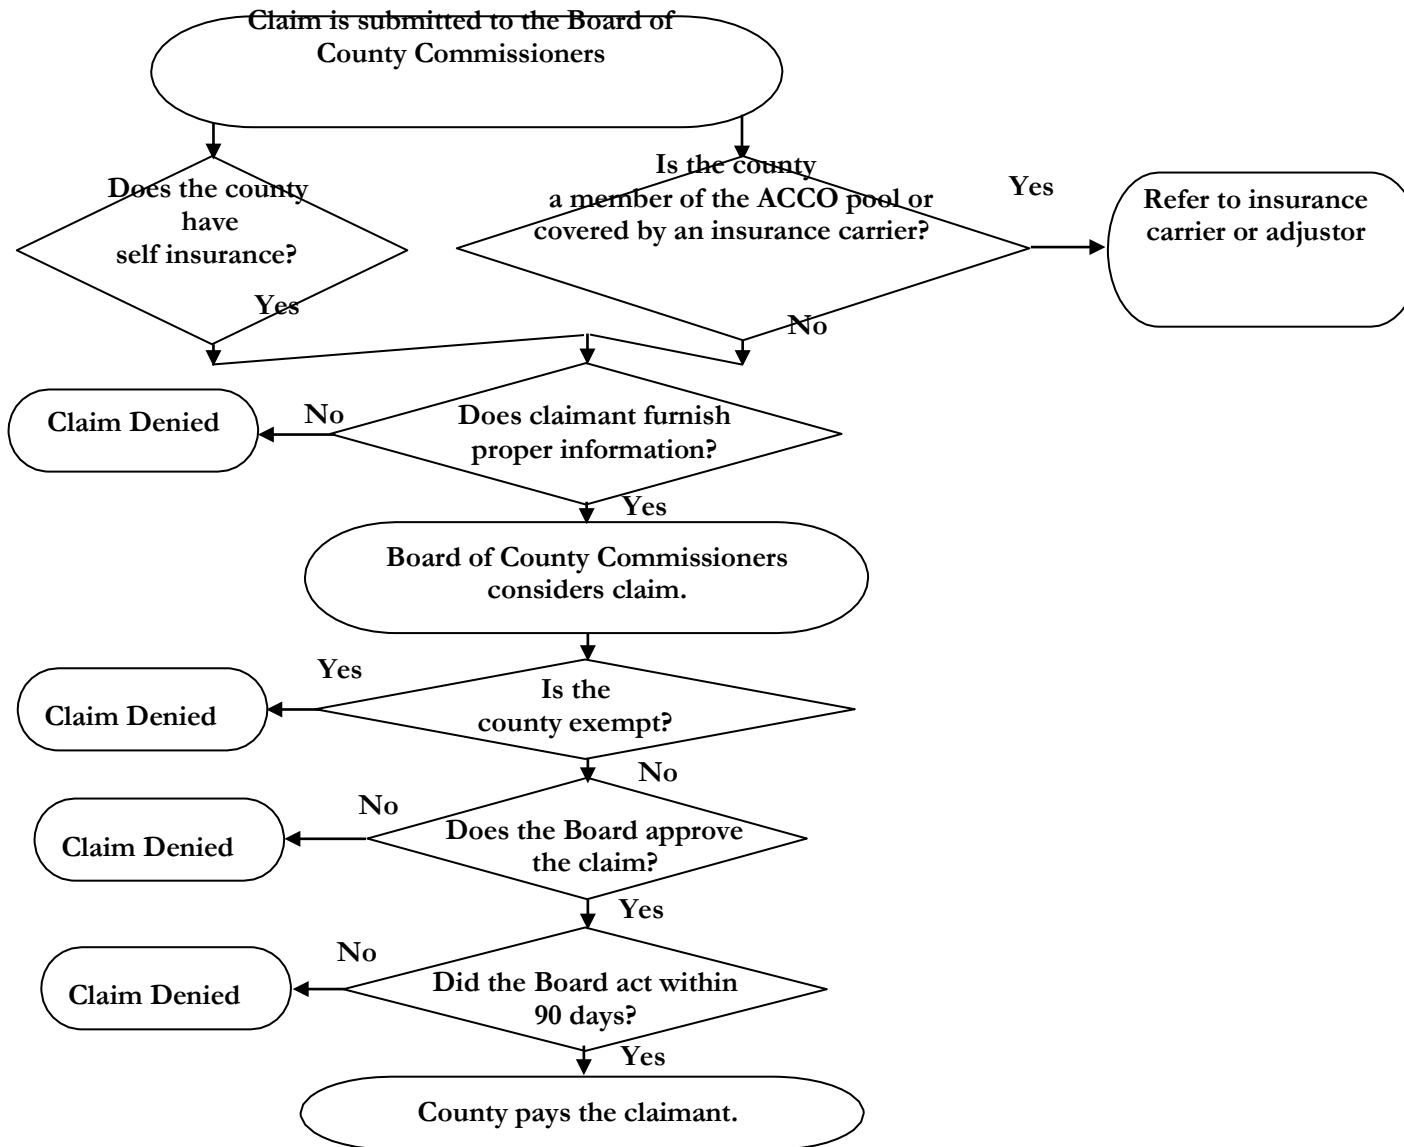 Claim is submitted to the Board of
County Commissioners
Does the county
have
self insurance?
Yes
Is the county
a member of the ACCO pool or
covered by an insurance carrier?
Yes
No
Refer to insurance
carrier or adjustor
Claim Denied
No
Does claimant furnish
proper information?
Yes
Board of County Commissioners
considers claim.
Claim Denied
Yes
Is the
county exempt?
No
Claim Denied
No
Does the Board approve
the claim?
Yes
Claim Denied
No
Did the Board act within
90 days?
Yes
County pays the claimant.